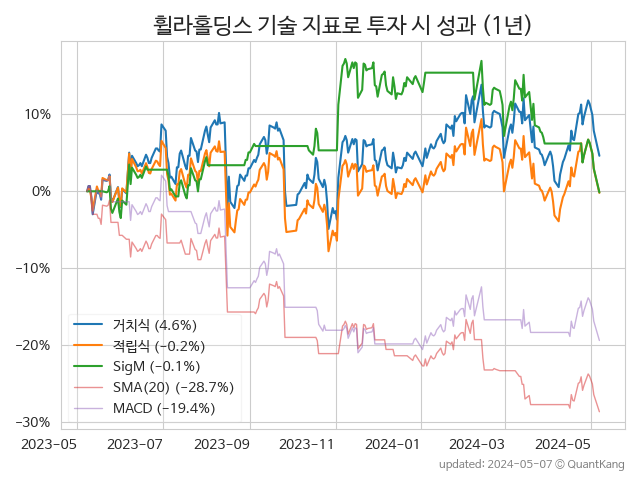 휠라홀딩스 기술 지표로 투자 시 성과 (1년)
10%
0%
−10%
−20%
−30%
거치식 (4.6%)
적립식 (−0.2%)
SigM (−0.1%)
SMA(20) (−28.7%)
MACD (−19.4%)
2023-05
2023-07
2023-09
2023-11
2024-01
2024-03
2024-05
updated: 2024-05-07 © QuantKang